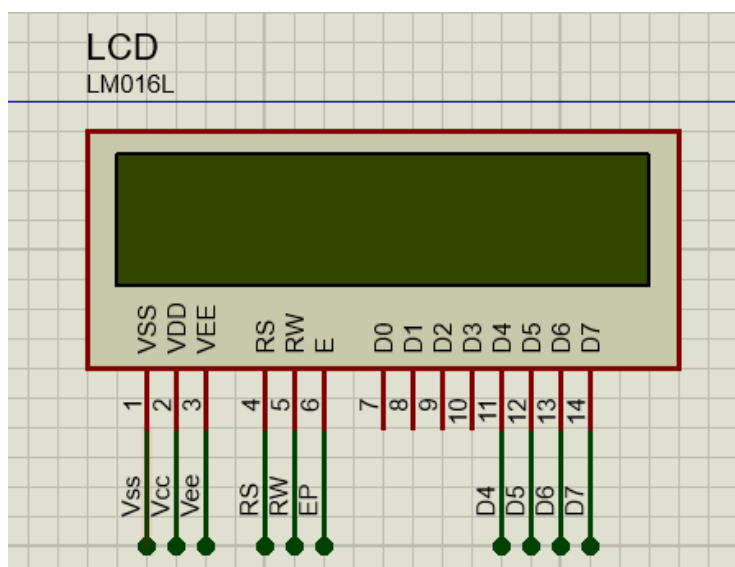 LCD
LM016L
VSS VDD VEE RS RW E D0 D1 D2 D3 D4 D5 D6 D7
1 2 3 4 5 6 7 8 9 10 11 12 13 14
Vss Vcc Vee RS RW EP D4 D5 D6 D7